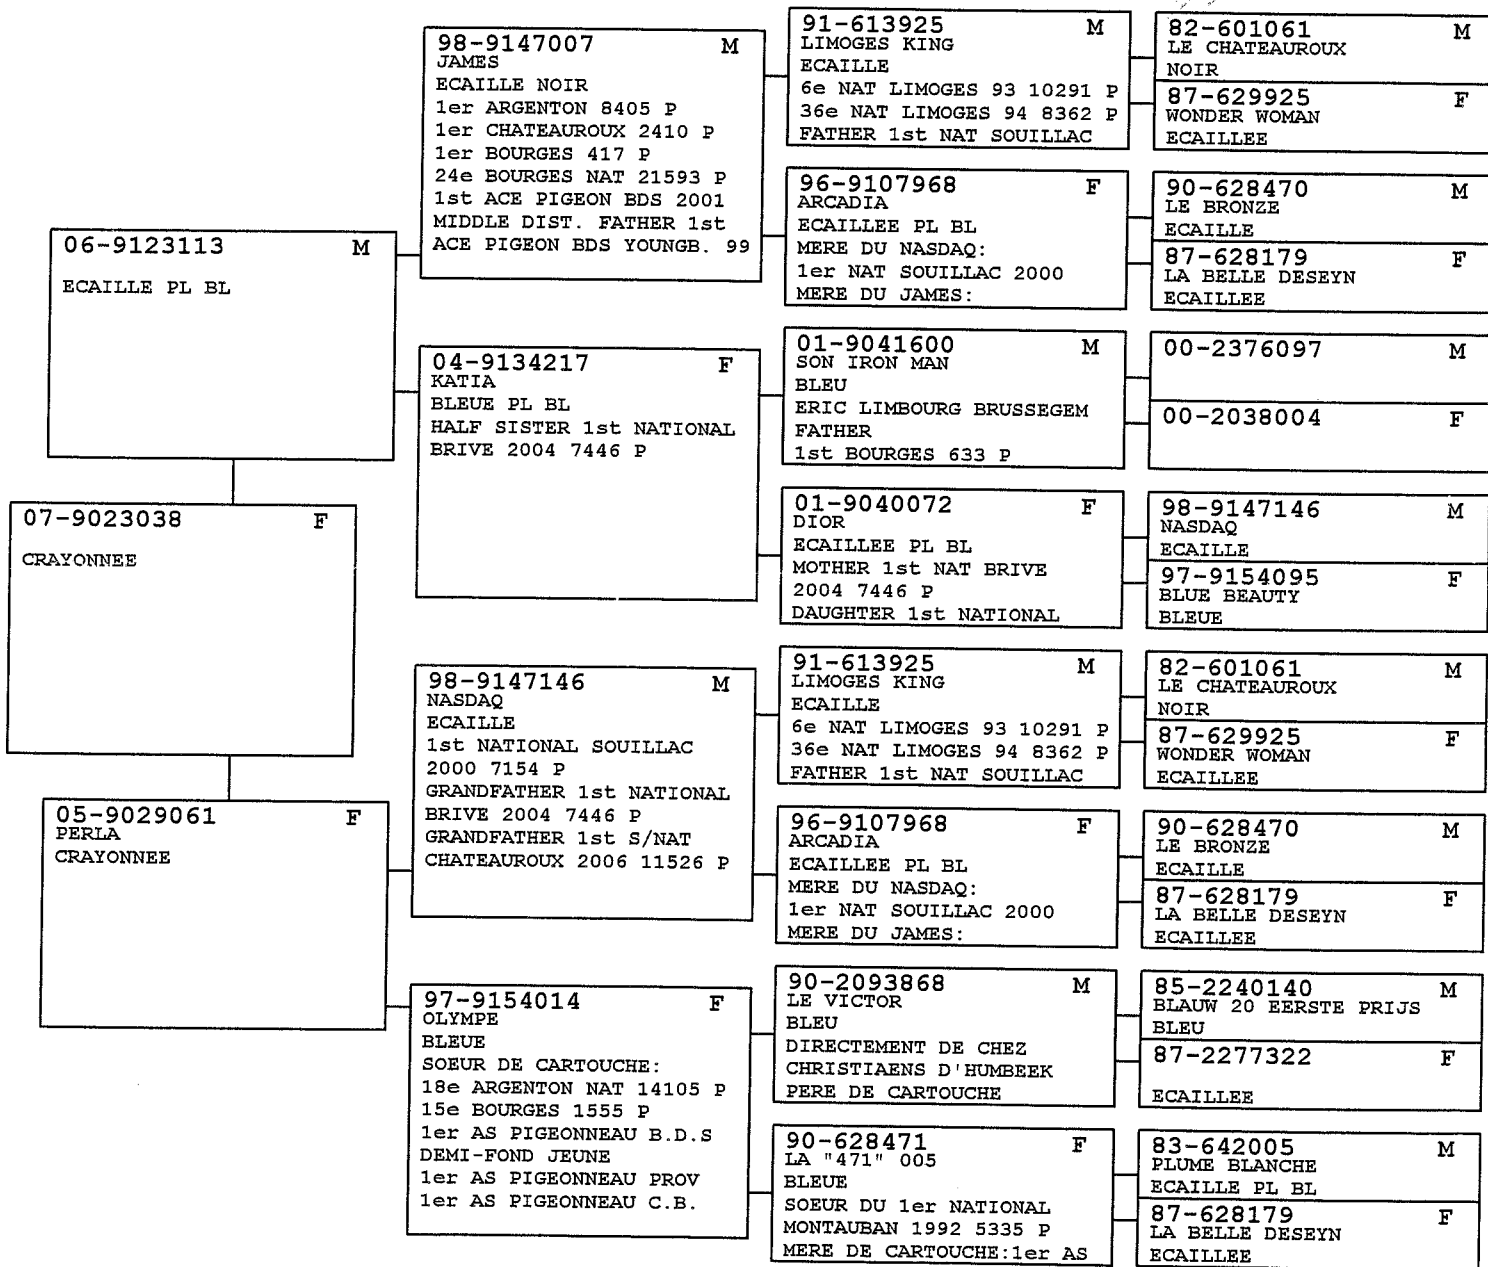 07-9023038 F
CRAYONNEE
06-9123113 M
ECAILLE PL BL
05-9029061 F
PERLA
CRAYONNEE
98-9147007 M
JAMES
ECAILLE NOIR
1er ARGENTON 8405 P
1er CHATEAUROUX 2410 P
1er BOURGES 417 P
24e BOURGES NAT 21593 P
1st ACE PIGEON BDS 2001
MIDDLE DIST. FATHER 1st
ACE PIGEON BDS YOUNGB. 99
04-9134217 F
KATIA
BLEUE PL BL
HALF SISTER 1st NATIONAL
BRIVE 2004 7446 P
98-9147146 M
NASDAQ
ECAILLE
1st NATIONAL SOUILLAC
2000 7154 P
GRANDFATHER 1st NATIONAL
BRIVE 2004 7446 P
GRANDFATHER 1st S/NAT
CHATEAUROUX 2006 11526 P
97-9154014 F
OLYMPE
BLEUE
SOEUR DE CARTOUCHE:
18e ARGENTON NAT 14105 P
15e BOURGES 1555 P
1er AS PIGEONNEAU B.D.S
DEMI-FOND JEUNE
1er AS PIGEONNEAU PROV
1er AS PIGEONNEAU C.B.
91-613925 M
LIMOGES KING
ECAILLE
6e NAT LIMOGES 93 10291 P
36e NAT LIMOGES 94 8362 P
FATHER 1st NAT SOUILLAC
96-9107968 F
ARCADIA
ECAILLEE PL BL
MERE DU NASDAQ:
1er NAT SOUILLAC 2000
MERE DU JAMES:
01-9041600 M
SON IRON MAN
BLEU
ERIC LIMBOURG BRUSSEGEM
FATHER
1st BOURGES 633 P
01-9040072 F
DIOR
ECAILLEE PL BL
MOTHER 1st NAT BRIVE
2004 7446 P
DAUGHTER 1st NATIONAL
91-613925 M
LIMOGES KING
ECAILLE
6e NAT LIMOGES 93 10291 P
36e NAT LIMOGES 94 8362 P
FATHER 1st NAT SOUILLAC
96-9107968 F
ARCADIA
ECAILLEE PL BL
MERE DU NASDAQ:
1er NAT SOUILLAC 2000
MERE DU JAMES:
90-2093868 M
LE VICTOR
BLEU
DIRECTEMENT DE CHEZ
CHRISTIAENS D'HUMBEEK
PERE DE CARTOUCHE
90-628471 F
LA "471" 005
BLEUE
SOEUR DU 1er NATIONAL
MONTAUBAN 1992 5335 P
MERE DE CARTOUCHE:1er AS
82-601061 M
LE CHATEAUROUX
NOIR
87-629925 F
WONDER WOMAN
ECAILLEE
90-628470 M
LE BRONZE
ECAILLE
87-628179 F
LA BELLE DESEYN
ECAILLEE
00-2376097 M
00-2038004 F
98-9147146 M
NASDAQ
ECAILLE
97-9154095 F
BLUE BEAUTY
BLEUE
82-601061 M
LE CHATEAUROUX
NOIR
87-629925 F
WONDER WOMAN
ECAILLEE
90-628470 M
LE BRONZE
ECAILLE
87-628179 F
LA BELLE DESEYN
ECAILLEE
85-2240140 M
BLAUW 20 EERSTE PRIJS
BLEU
87-2277322 F
ECAILLEE
83-642005 M
PLUME BLANCHE
ECAILLE PL BL
87-628179 F
LA BELLE DESEYN
ECAILLEE